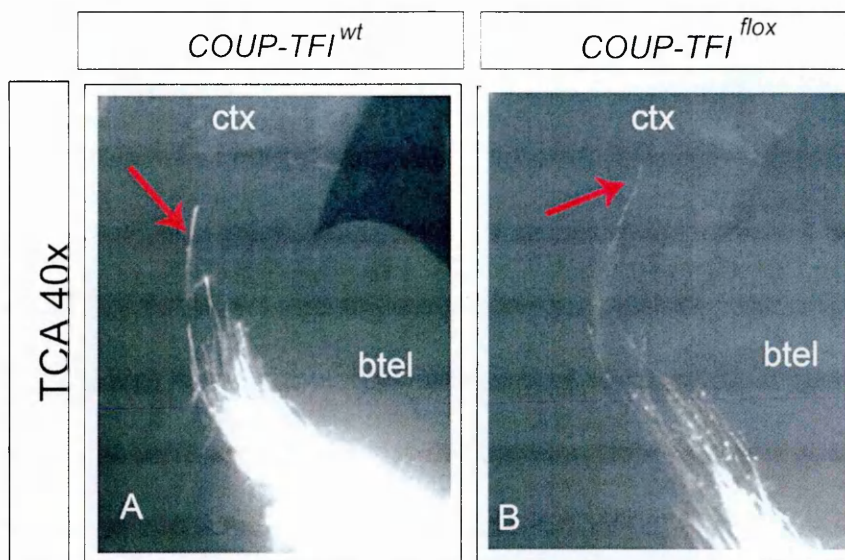 COUP-TFI wt
COUP-TFI flox
TCA 40x
ctx
btel
A
ctx
btel
B